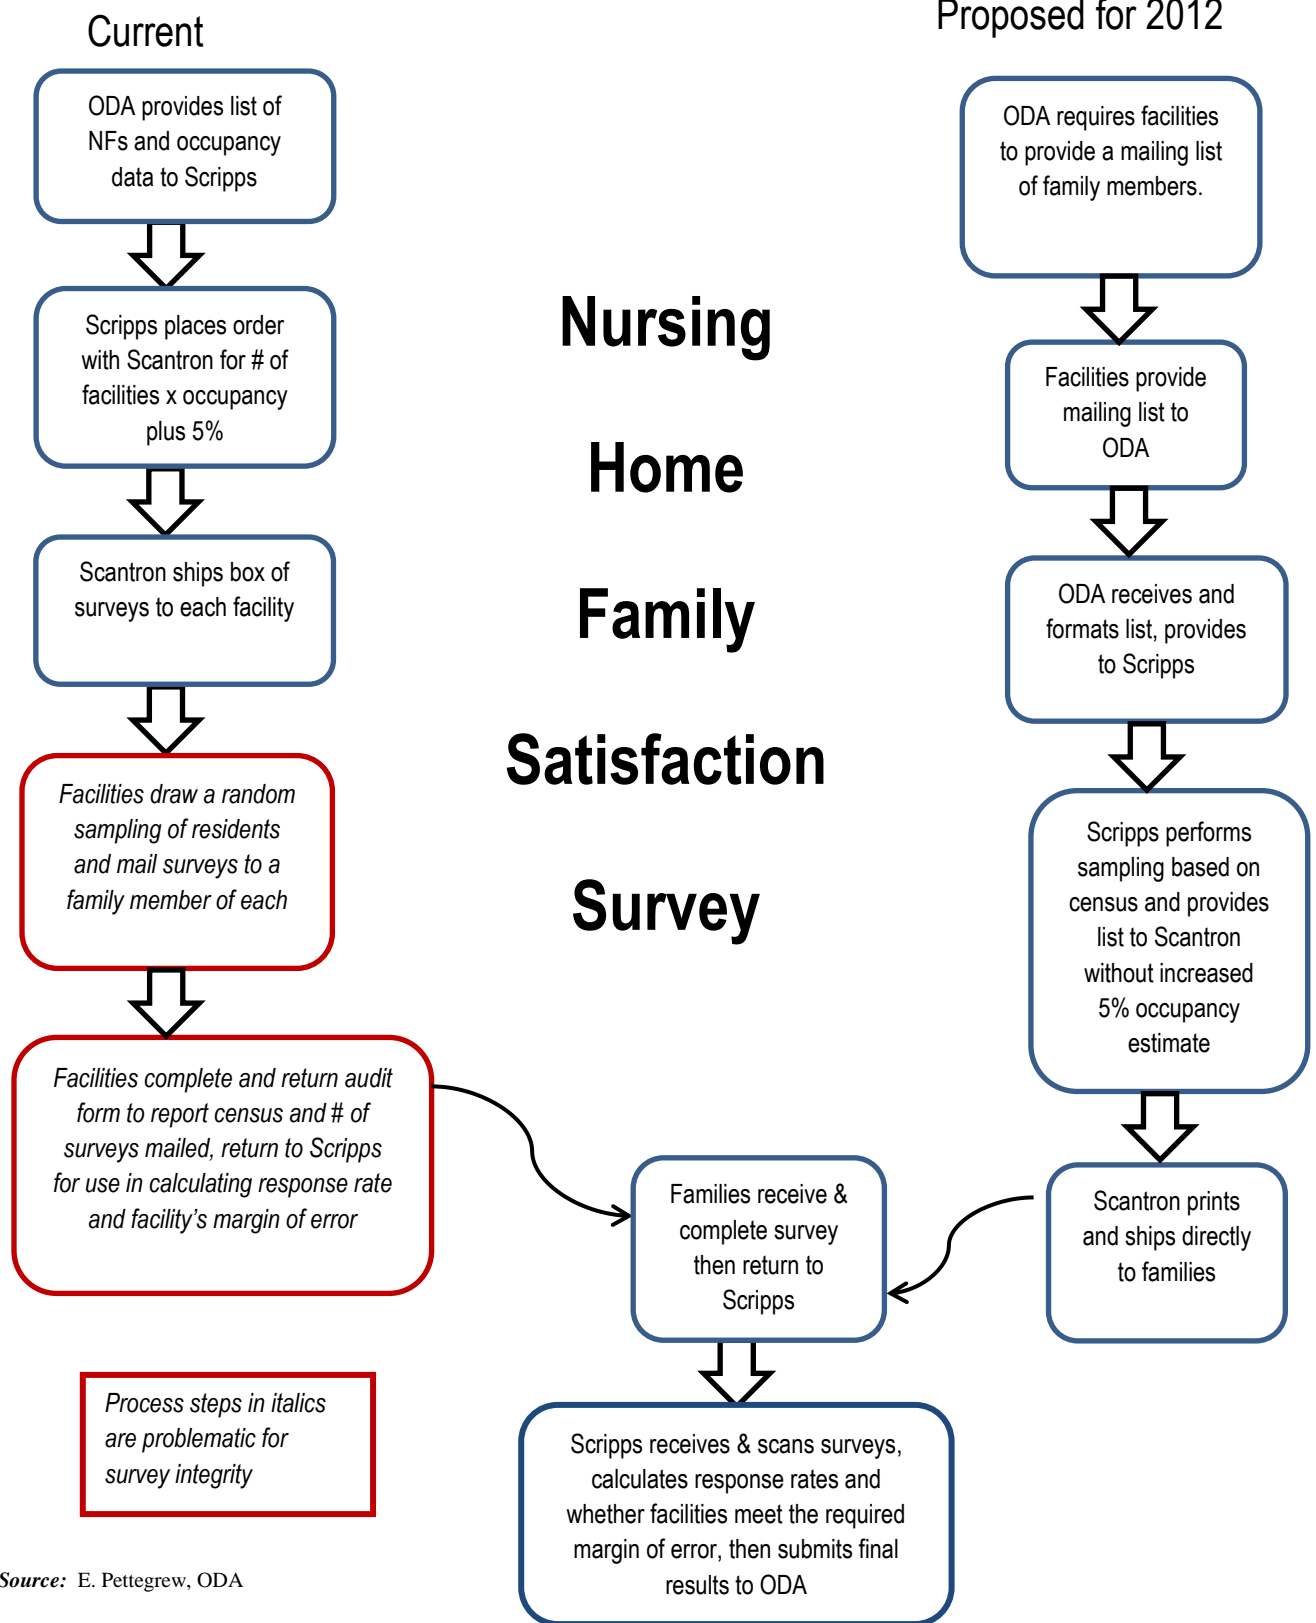 Current
ODA provides list of
NFs and occupancy
data to Scripps
Scripps places order
with Scantron for # of
facilities x occupancy
plus 5%
Scantron ships box of
surveys to each facility
Facilities draw a random
sampling of residents
and mail surveys to a
family member of each
Facilities complete and return audit
form to report census and # of
surveys mailed, return to Scripps
for use in calculating response rate
and facility's margin of error
Process steps in italics
are problematic for
survey integrity
Nursing
Home
Family
Satisfaction
Survey
Proposed for 2012
ODA requires facilities
to provide a mailing list
of family members.
Facilities provide
mailing list to
ODA
ODA receives and
formats list, provides
to Scripps
Scripps performs
sampling based on
census and provides
list to Scantron
without increased
5% occupancy
estimate
Scantron prints
and ships directly
to families
Families receive &
complete survey
then return to
Scripps
Scripps receives & scans surveys,
calculates response rates and
whether facilities meet the required
margin of error, then submits final
results to ODA
Source: E. Pettegrew, ODA